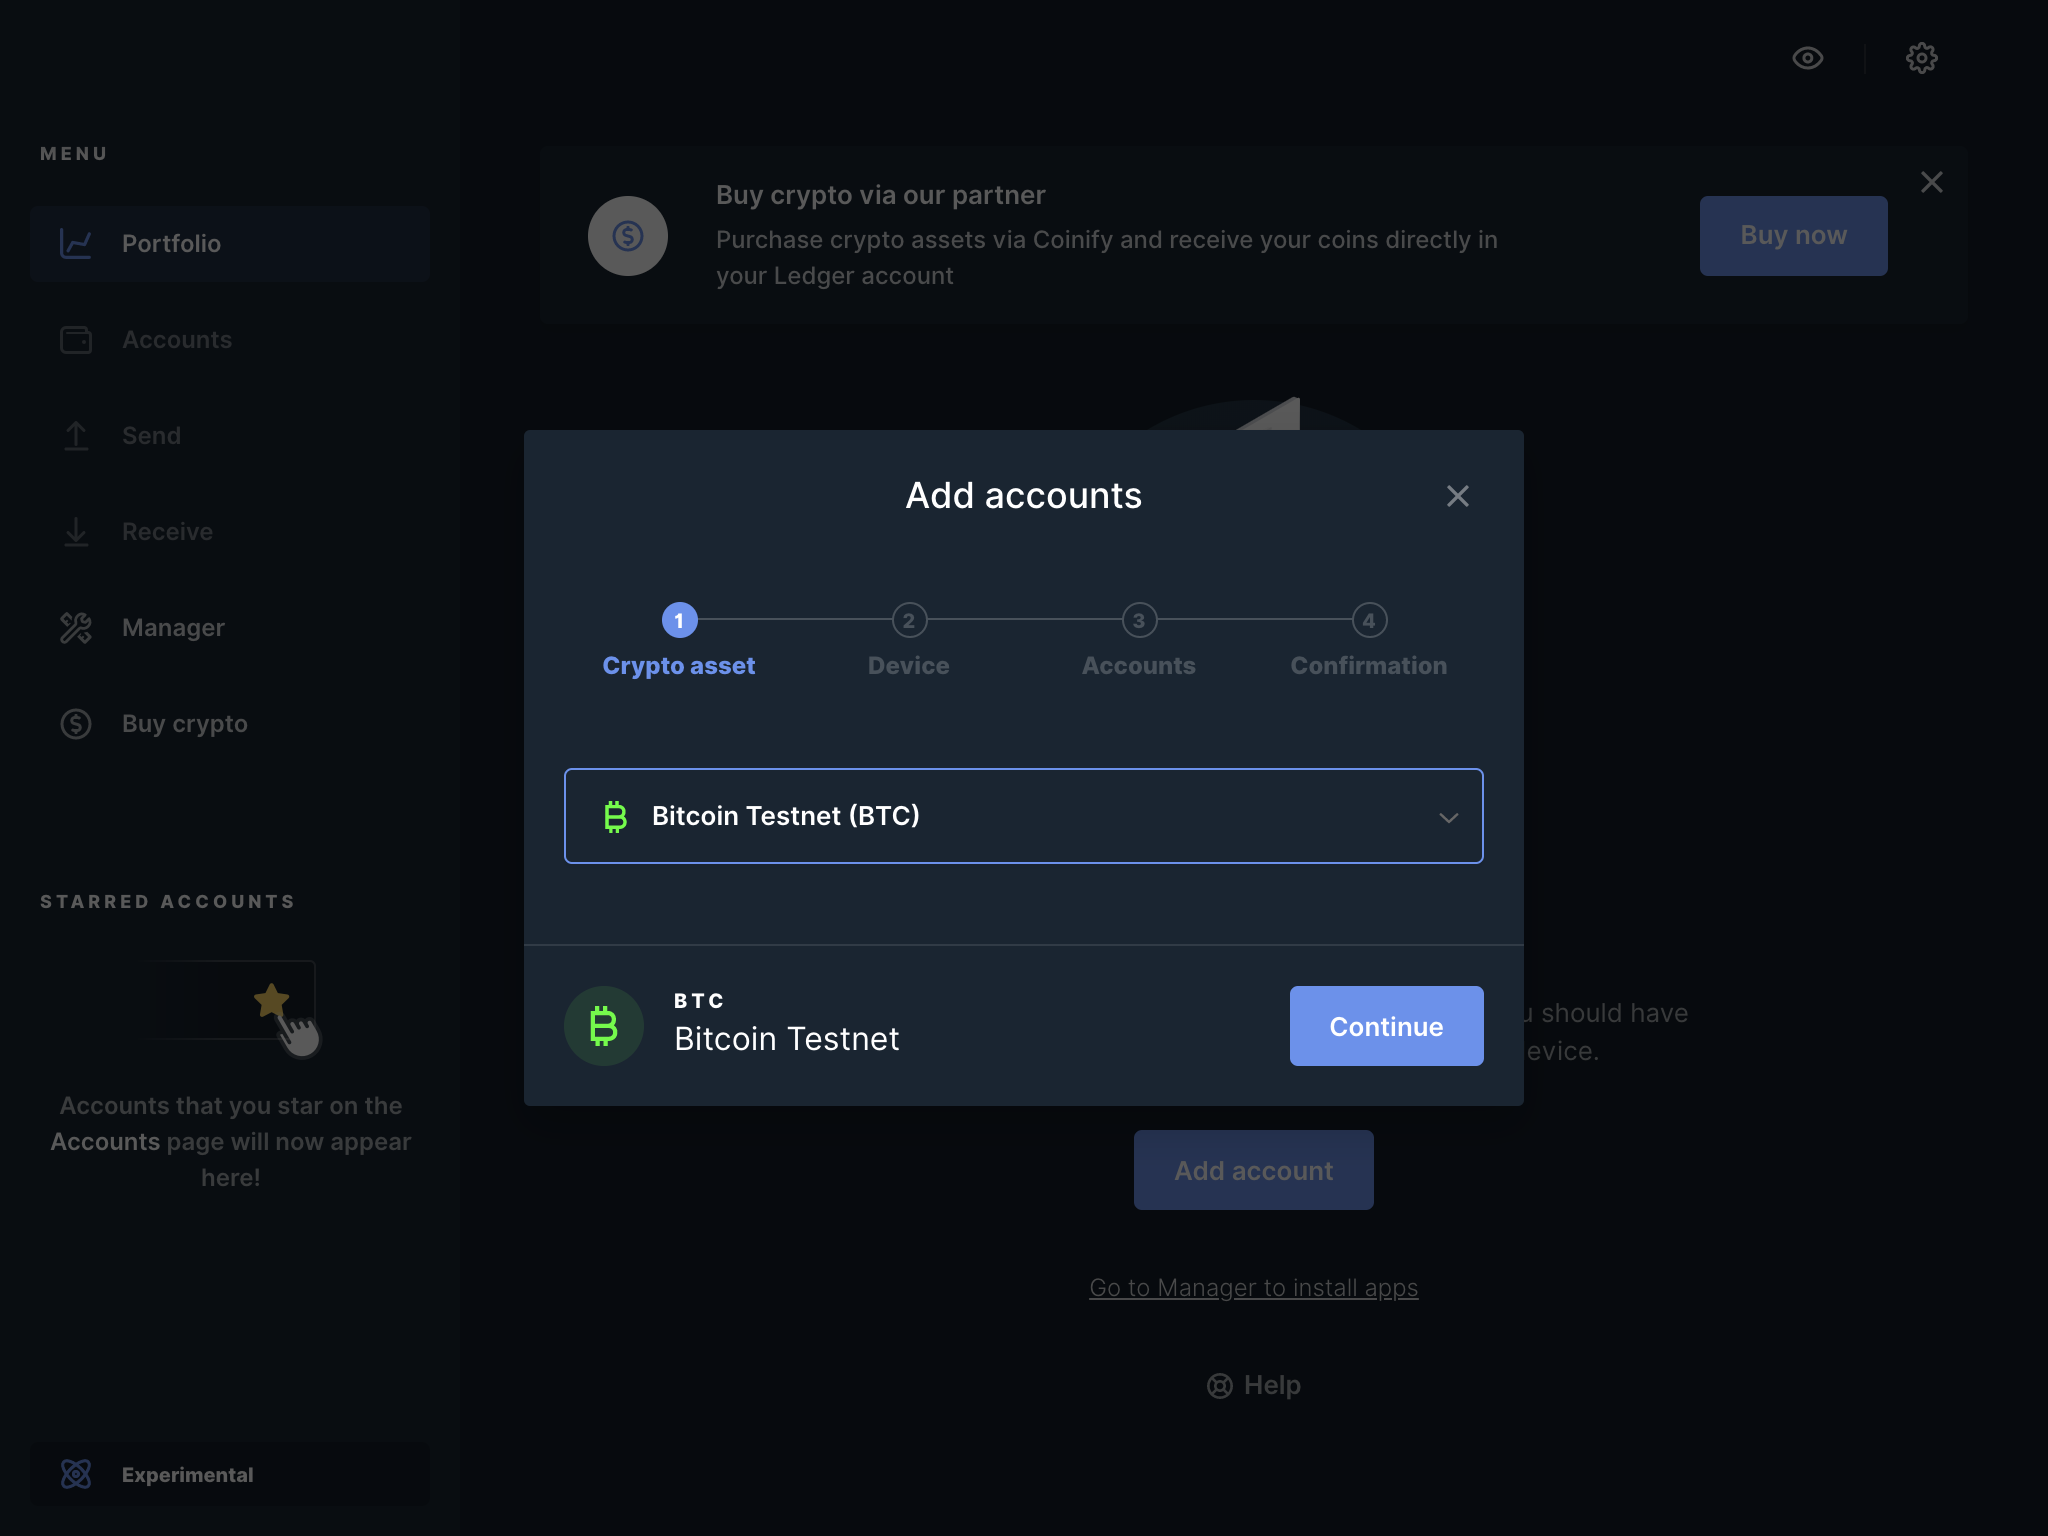 MENU
Portfolio
Accounts
Send
Receive
Manager
Buy crypto
STARRED ACCOUNTS
Accounts that you star on the
Accounts page will now appear
here!
Experimental
Buy crypto via our partner
Purchase crypto assets via Coinify and receive your coins directly in
your Ledger account
Buy now
Add accounts
1
2
3
4
Crypto asset
Device
Accounts
Confirmation
Bitcoin Testnet (BTC)
BTC
Bitcoin Testnet
Continue
should have
Add account
Go to Manager to install apps
Help